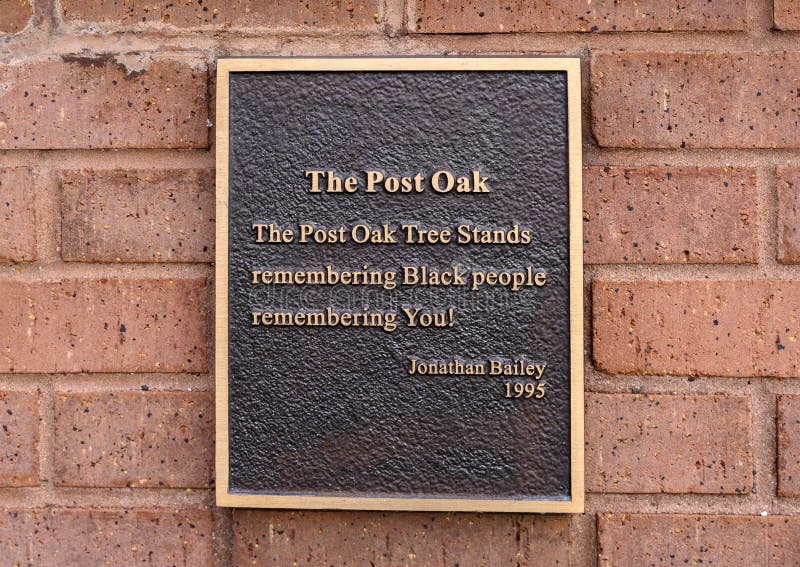 The Post Oak
The Post Oak Tree Stands
remembering Black people
remembering You!
Jonathan Bailey
1995